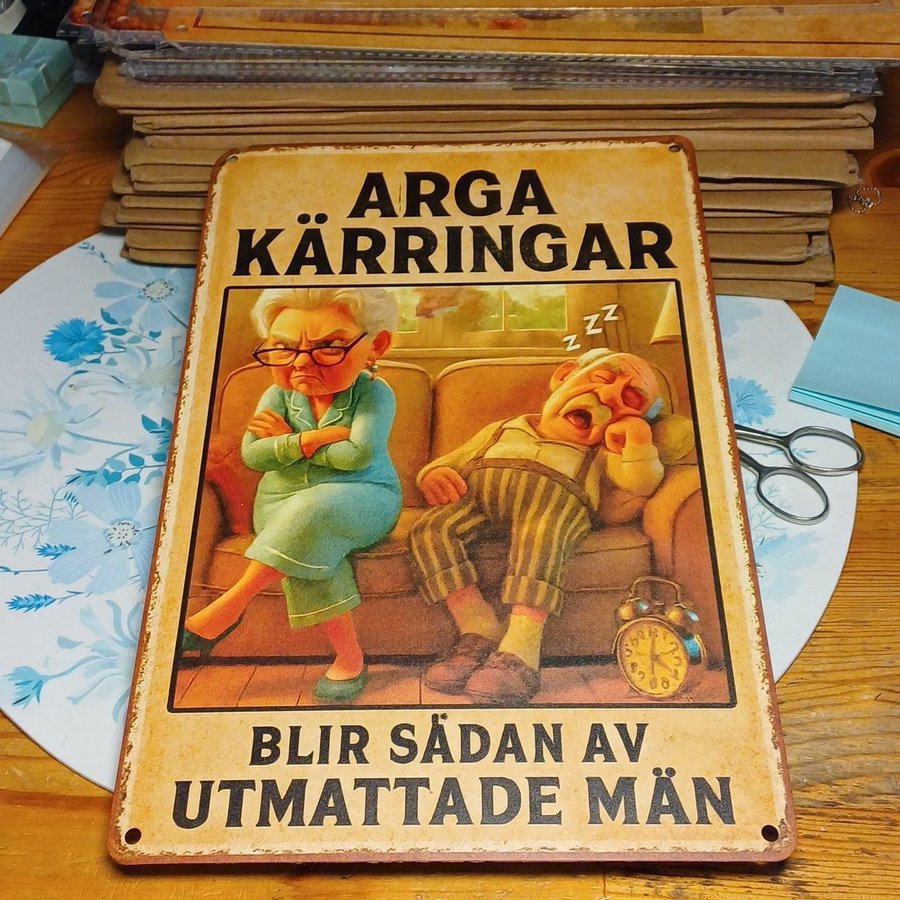 ARGA
KÄRRINGAR
z z z
BLIR SÅDAN AV
UTMATTADE MÄN